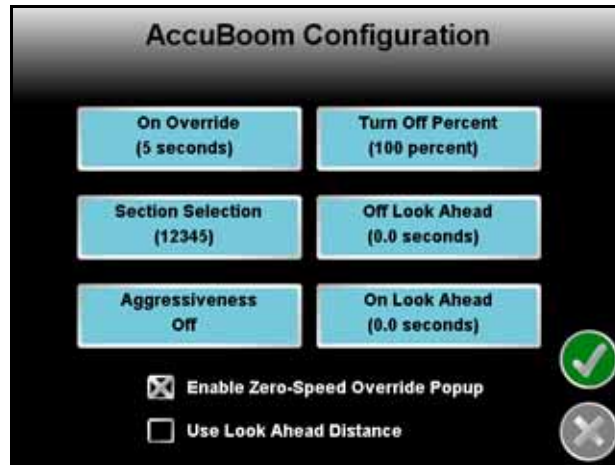 AccuBoom Configuration
On Override
(5 seconds)
Turn Off Percent
(100 percent)
Section Selection
(12345)
Off Look Ahead
(0.0 seconds)
Aggressiveness
Off
On Look Ahead
(0.0 seconds)
Enable Zero-Speed Override Popup
Use Look Ahead Distance